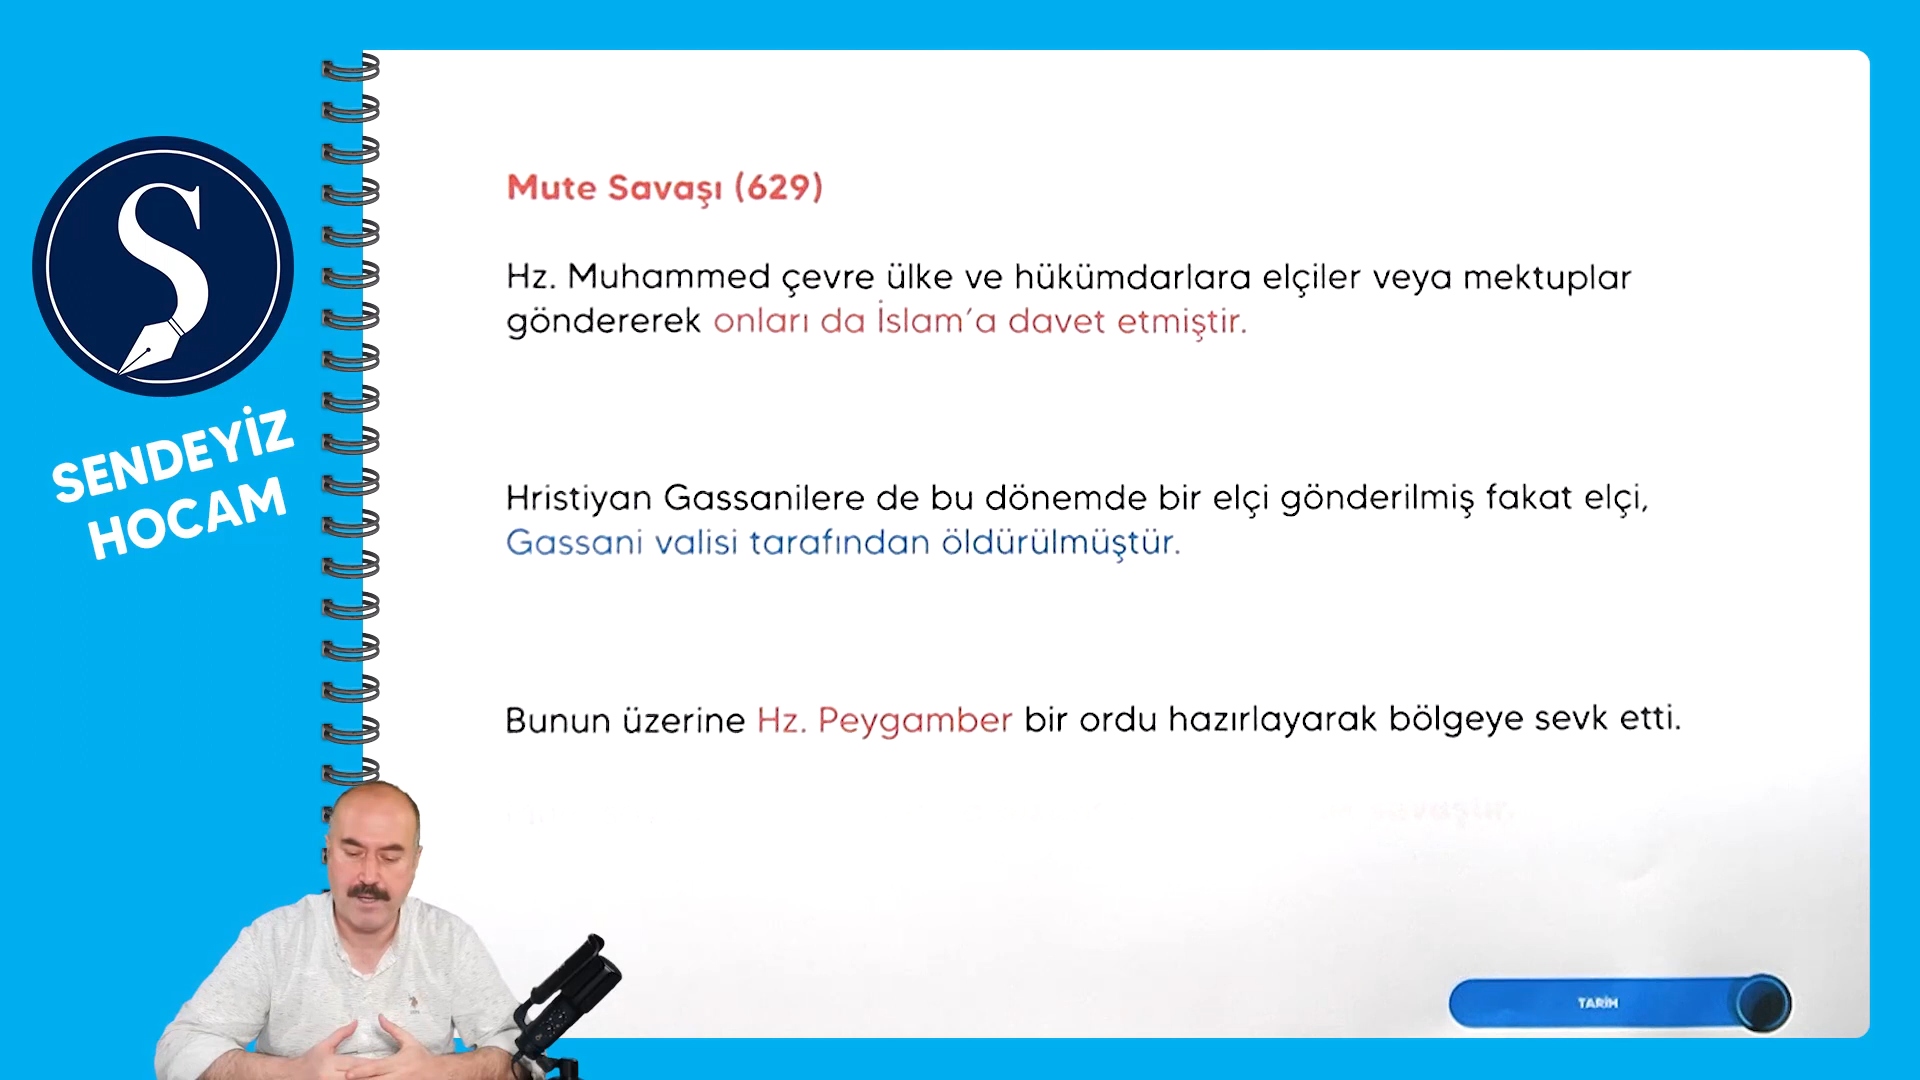 SENDEYİZ
HOCAM
Mute Savaşı (629)
Hz. Muhammed çevre ülke ve hükümdarlara elçiler veya mektuplar
göndererek onları da İslam'a davet etmiştir.
Hristiyan Gassanilere de bu dönemde bir elçi gönderilmiş fakat elçi,
Gassani valisi tarafından öldürülmüştür.
Bunun üzerine Hz. Peygamber bir ordu hazırlayarak bölgeye sevk etti.
TARİH